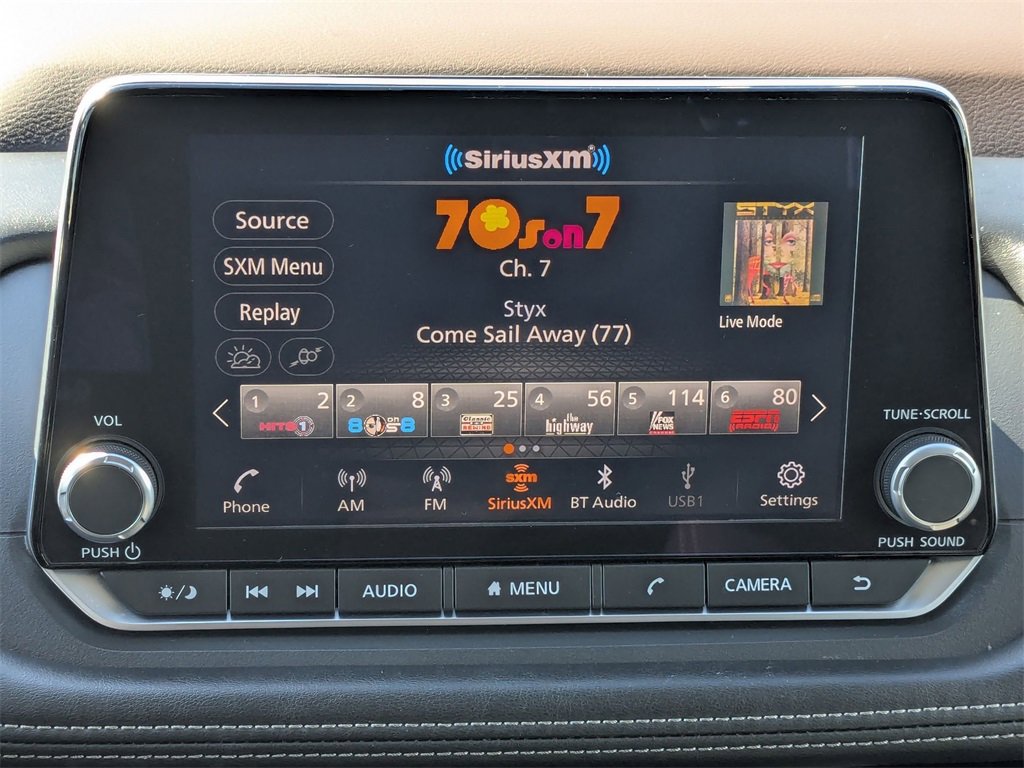 SiriusXM
Source
SXM Menu
Replay
70s on 7
Ch. 7
Styx
Come Sail Away (77)
STYX
Live Mode
1 2
HITS 1
2 8
80s on 8
3 25
Classic
REWIND
4 56
the
highway
5 114
FOX
NEWS
6 80
ESPN
RADIO
VOL
PUSH
TUNE·SCROLL
PUSH SOUND
Phone
AM
FM
sxm
SiriusXM
BT Audio
USB1
Settings
AUDIO
MENU
CAMERA